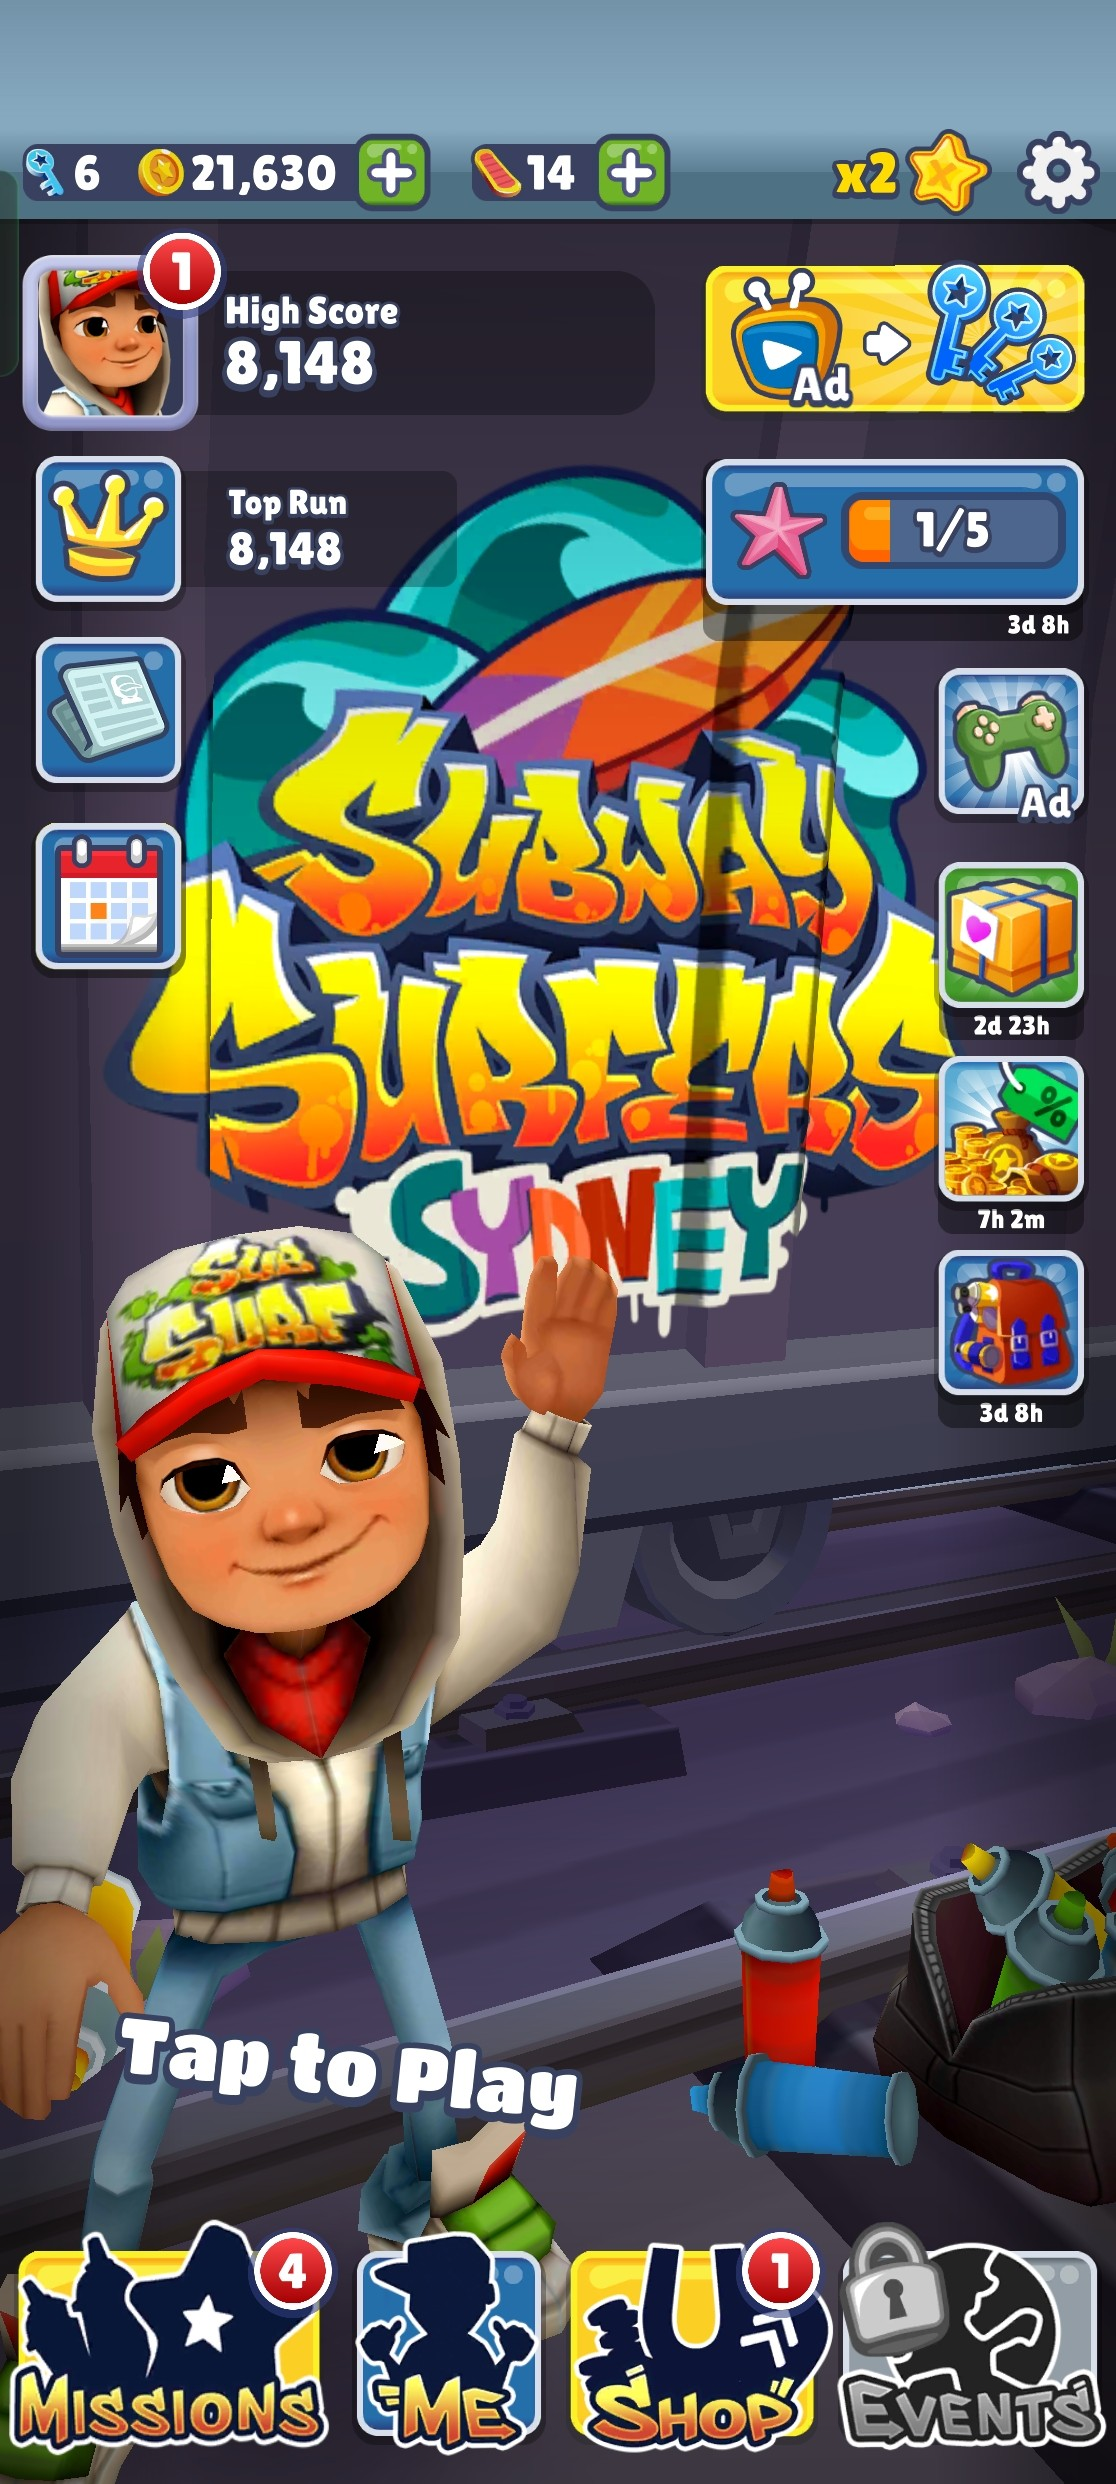 6
21,630
14
x2
1
High Score
8,148
Ad
Top Run
8,148
1/5
3d 8h
Ad
SUBWAY
SURFERS
SYDNEY
2d 23h
%
7h 2m
3d 8h
SUB
SURF
Tap to Play
4
1
MISSIONS
ME
SHOP
EVENTS